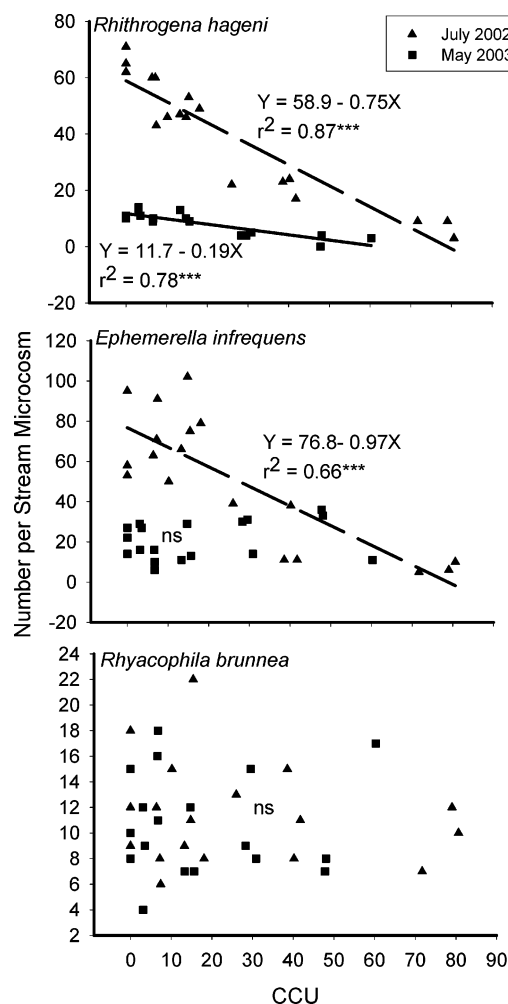 Rhithrogena hageni
July 2002
May 2003
80
60
40
20
0
-20
Y = 58.9 - 0.75X
r2 = 0.87***
Y = 11.7 - 0.19X
r2 = 0.78***
Number per Stream Microcosm
Ephemerella infrequens
120
100
80
60
40
20
0
-20
Y = 76.8- 0.97X
r2 = 0.66***
ns
Rhyacophila brunnea
24
22
20
18
16
14
12
10
8
6
4
2
ns
0 10 20 30 40 50 60 70 80 90
CCU